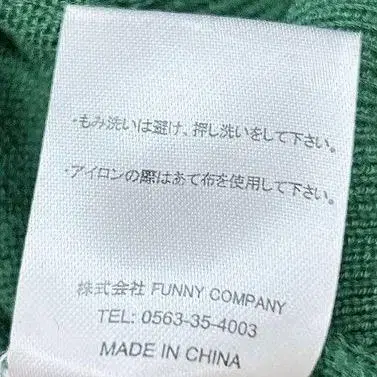 ・もみ洗いは避け、押し洗いをして下さい。
・アイロンの際はあて布を使用して下さい。
株式会社 FUNNY COMPANY
TEL: 0563-35-4003
MADE IN CHINA